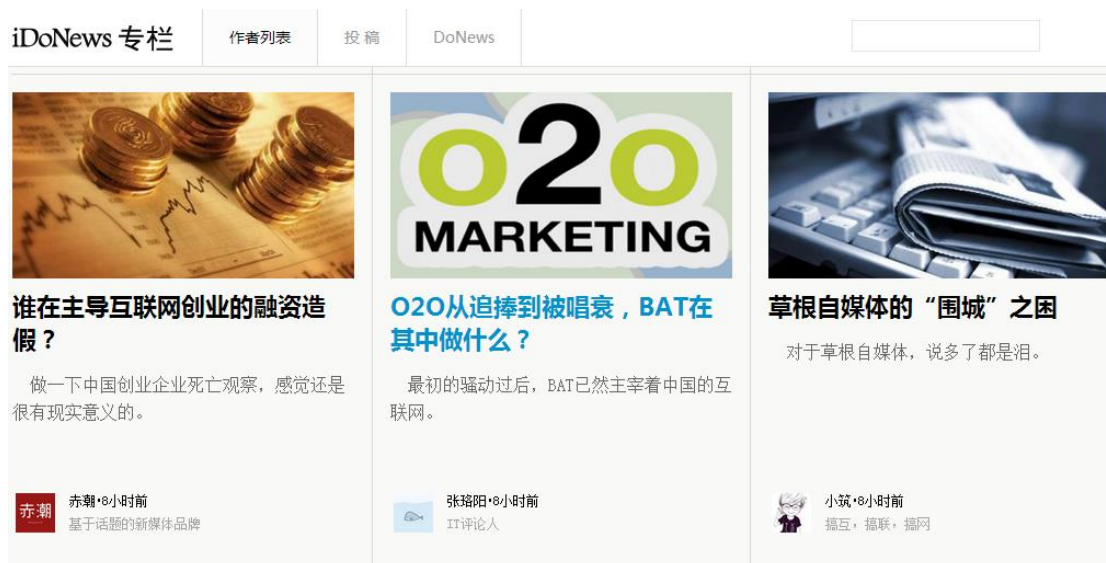 iDoNews 专栏
作者列表
投 稿
DoNews
o2o
MARKETING
谁在主导互联网创业的融资造
假？
做一下中国创业企业死亡观察，感觉还是
很有现实意义的。
赤潮
赤潮•8小时前
基于话题的新媒体品牌
O2O从追捧到被唱衰，BAT在
其中做什么？
最初的骚动过后，BAT已然主宰着中国的互
联网。
张珞阳•8小时前
IT评论人
草根自媒体的“围城”之困
对于草根自媒体，说多了都是泪。
小筑•8小时前
搞互，搞联，搞网